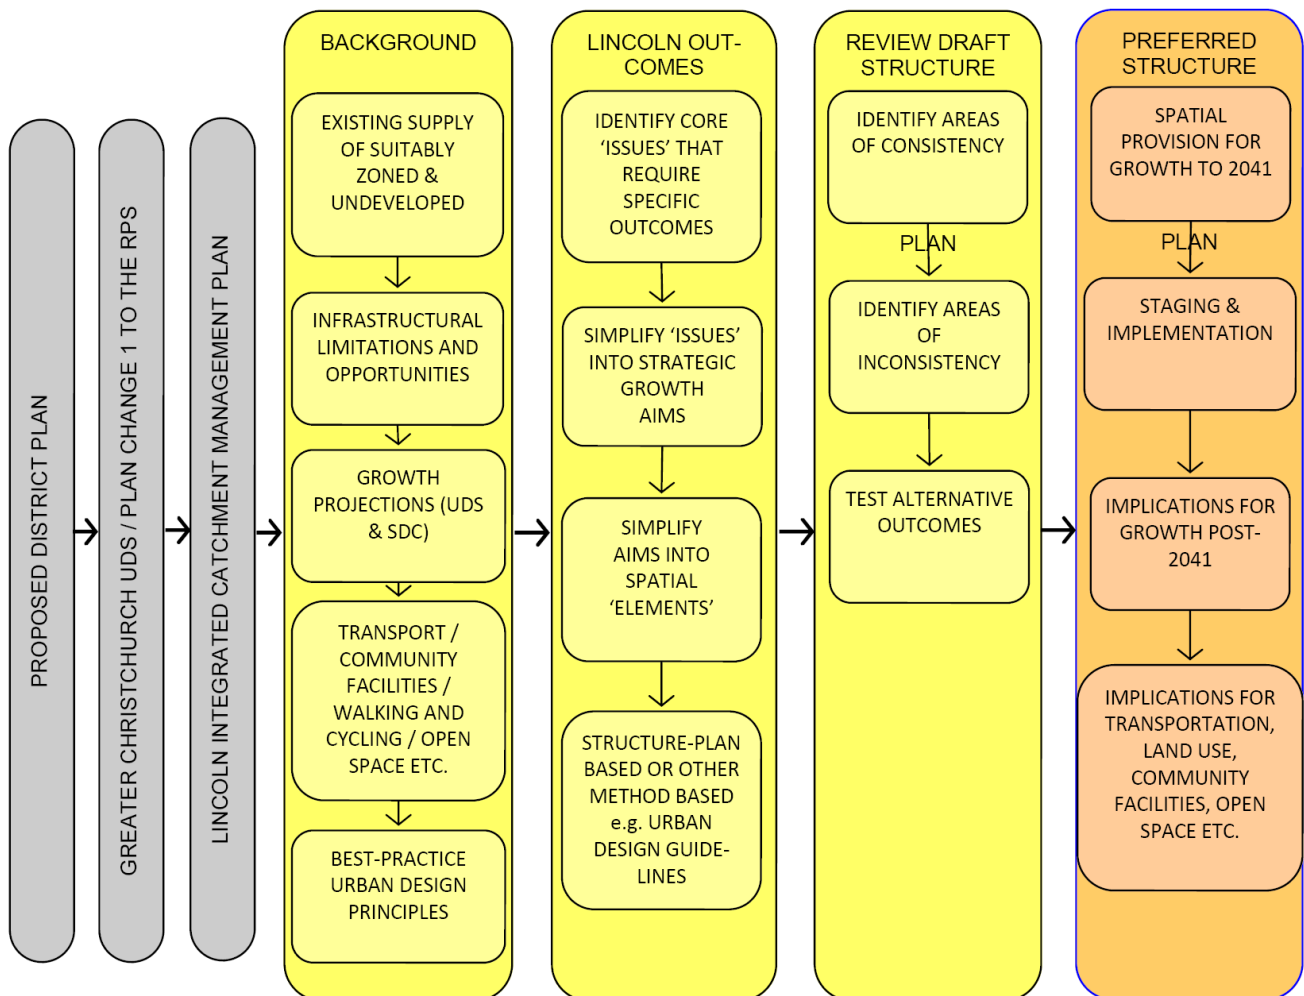 PROPOSED DISTRICT PLAN
GREATER CHRISTCHURCH UDS / PLAN CHANGE 1 TO THE RPS
LINCOLN INTEGRATED CATCHMENT MANAGEMENT PLAN
BACKGROUND
EXISTING SUPPLY
OF SUITABLY
ZONED &
UNDEVELOPED
INFRASTRUCTURAL
LIMITATIONS AND
OPPORTUNITIES
GROWTH
PROJECTIONS (UDS
& SDC)
TRANSPORT /
COMMUNITY
FACILITIES /
WALKING AND
CYCLING / OPEN
SPACE ETC.
BEST-PRACTICE
URBAN DESIGN
PRINCIPLES
LINCOLN OUT-
COMES
IDENTIFY CORE
‘ISSUES’ THAT
REQUIRE
SPECIFIC
OUTCOMES
SIMPLIFY ‘ISSUES’
INTO STRATEGIC
GROWTH
AIMS
SIMPLIFY
AIMS INTO
SPATIAL
‘ELEMENTS’
STRUCTURE-PLAN
BASED OR OTHER
METHOD BASED
e.g. URBAN
DESIGN GUIDE-
LINES
REVIEW DRAFT
STRUCTURE
IDENTIFY AREAS
OF CONSISTENCY
PLAN
IDENTIFY AREAS
OF
INCONSISTENCY
TEST ALTERNATIVE
OUTCOMES
PREFERRED
STRUCTURE
SPATIAL
PROVISION FOR
GROWTH TO 2041
PLAN
STAGING &
IMPLEMENTATION
IMPLICATIONS FOR
GROWTH POST-
2041
IMPLICATIONS FOR
TRANSPORTATION,
LAND USE,
COMMUNITY
FACILITIES, OPEN
SPACE ETC.